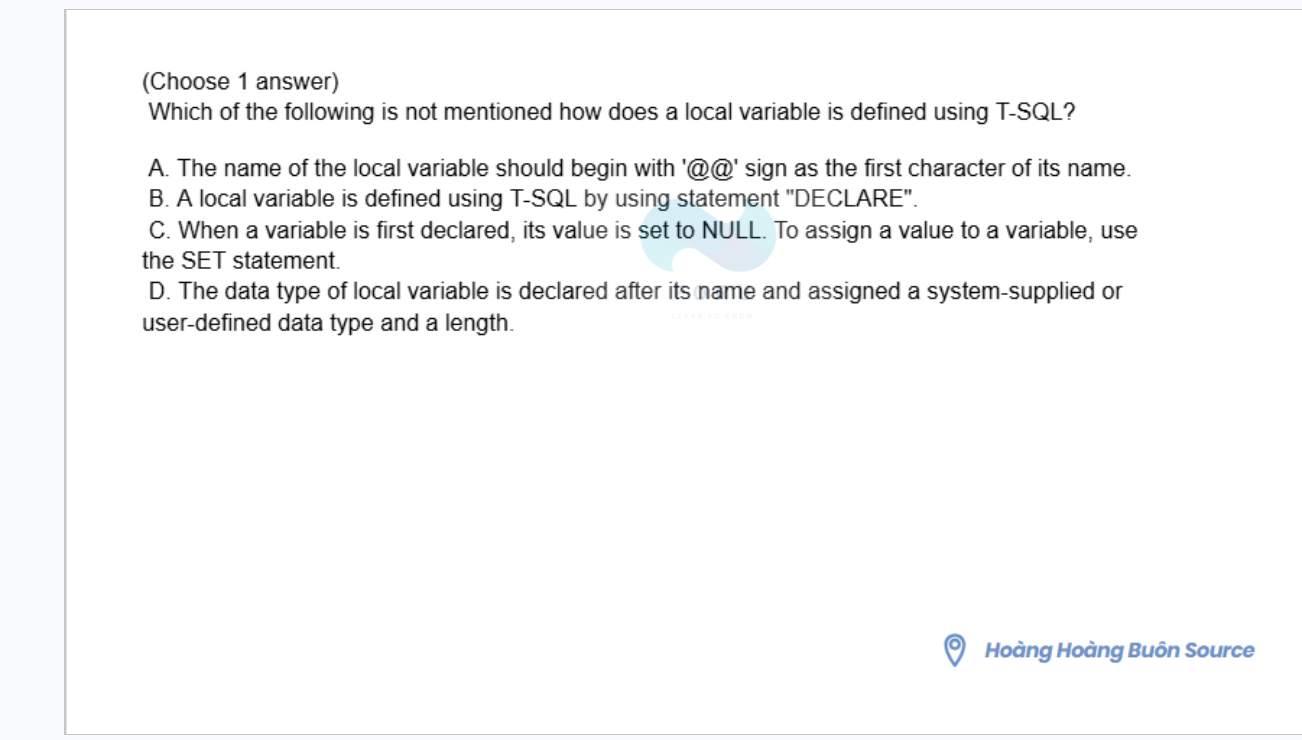 (Choose 1 answer)
Which of the following is not mentioned how does a local variable is defined using T-SQL?
A. The name of the local variable should begin with '@@' sign as the first character of its name.
B. A local variable is defined using T-SQL by using statement "DECLARE".
C. When a variable is first declared, its value is set to NULL. To assign a value to a variable, use
the SET statement.
D. The data type of local variable is declared after its name and assigned a system-supplied or
user-defined data type and a length.
LEARN TO KNOW
Hoàng Hoàng Buôn Source